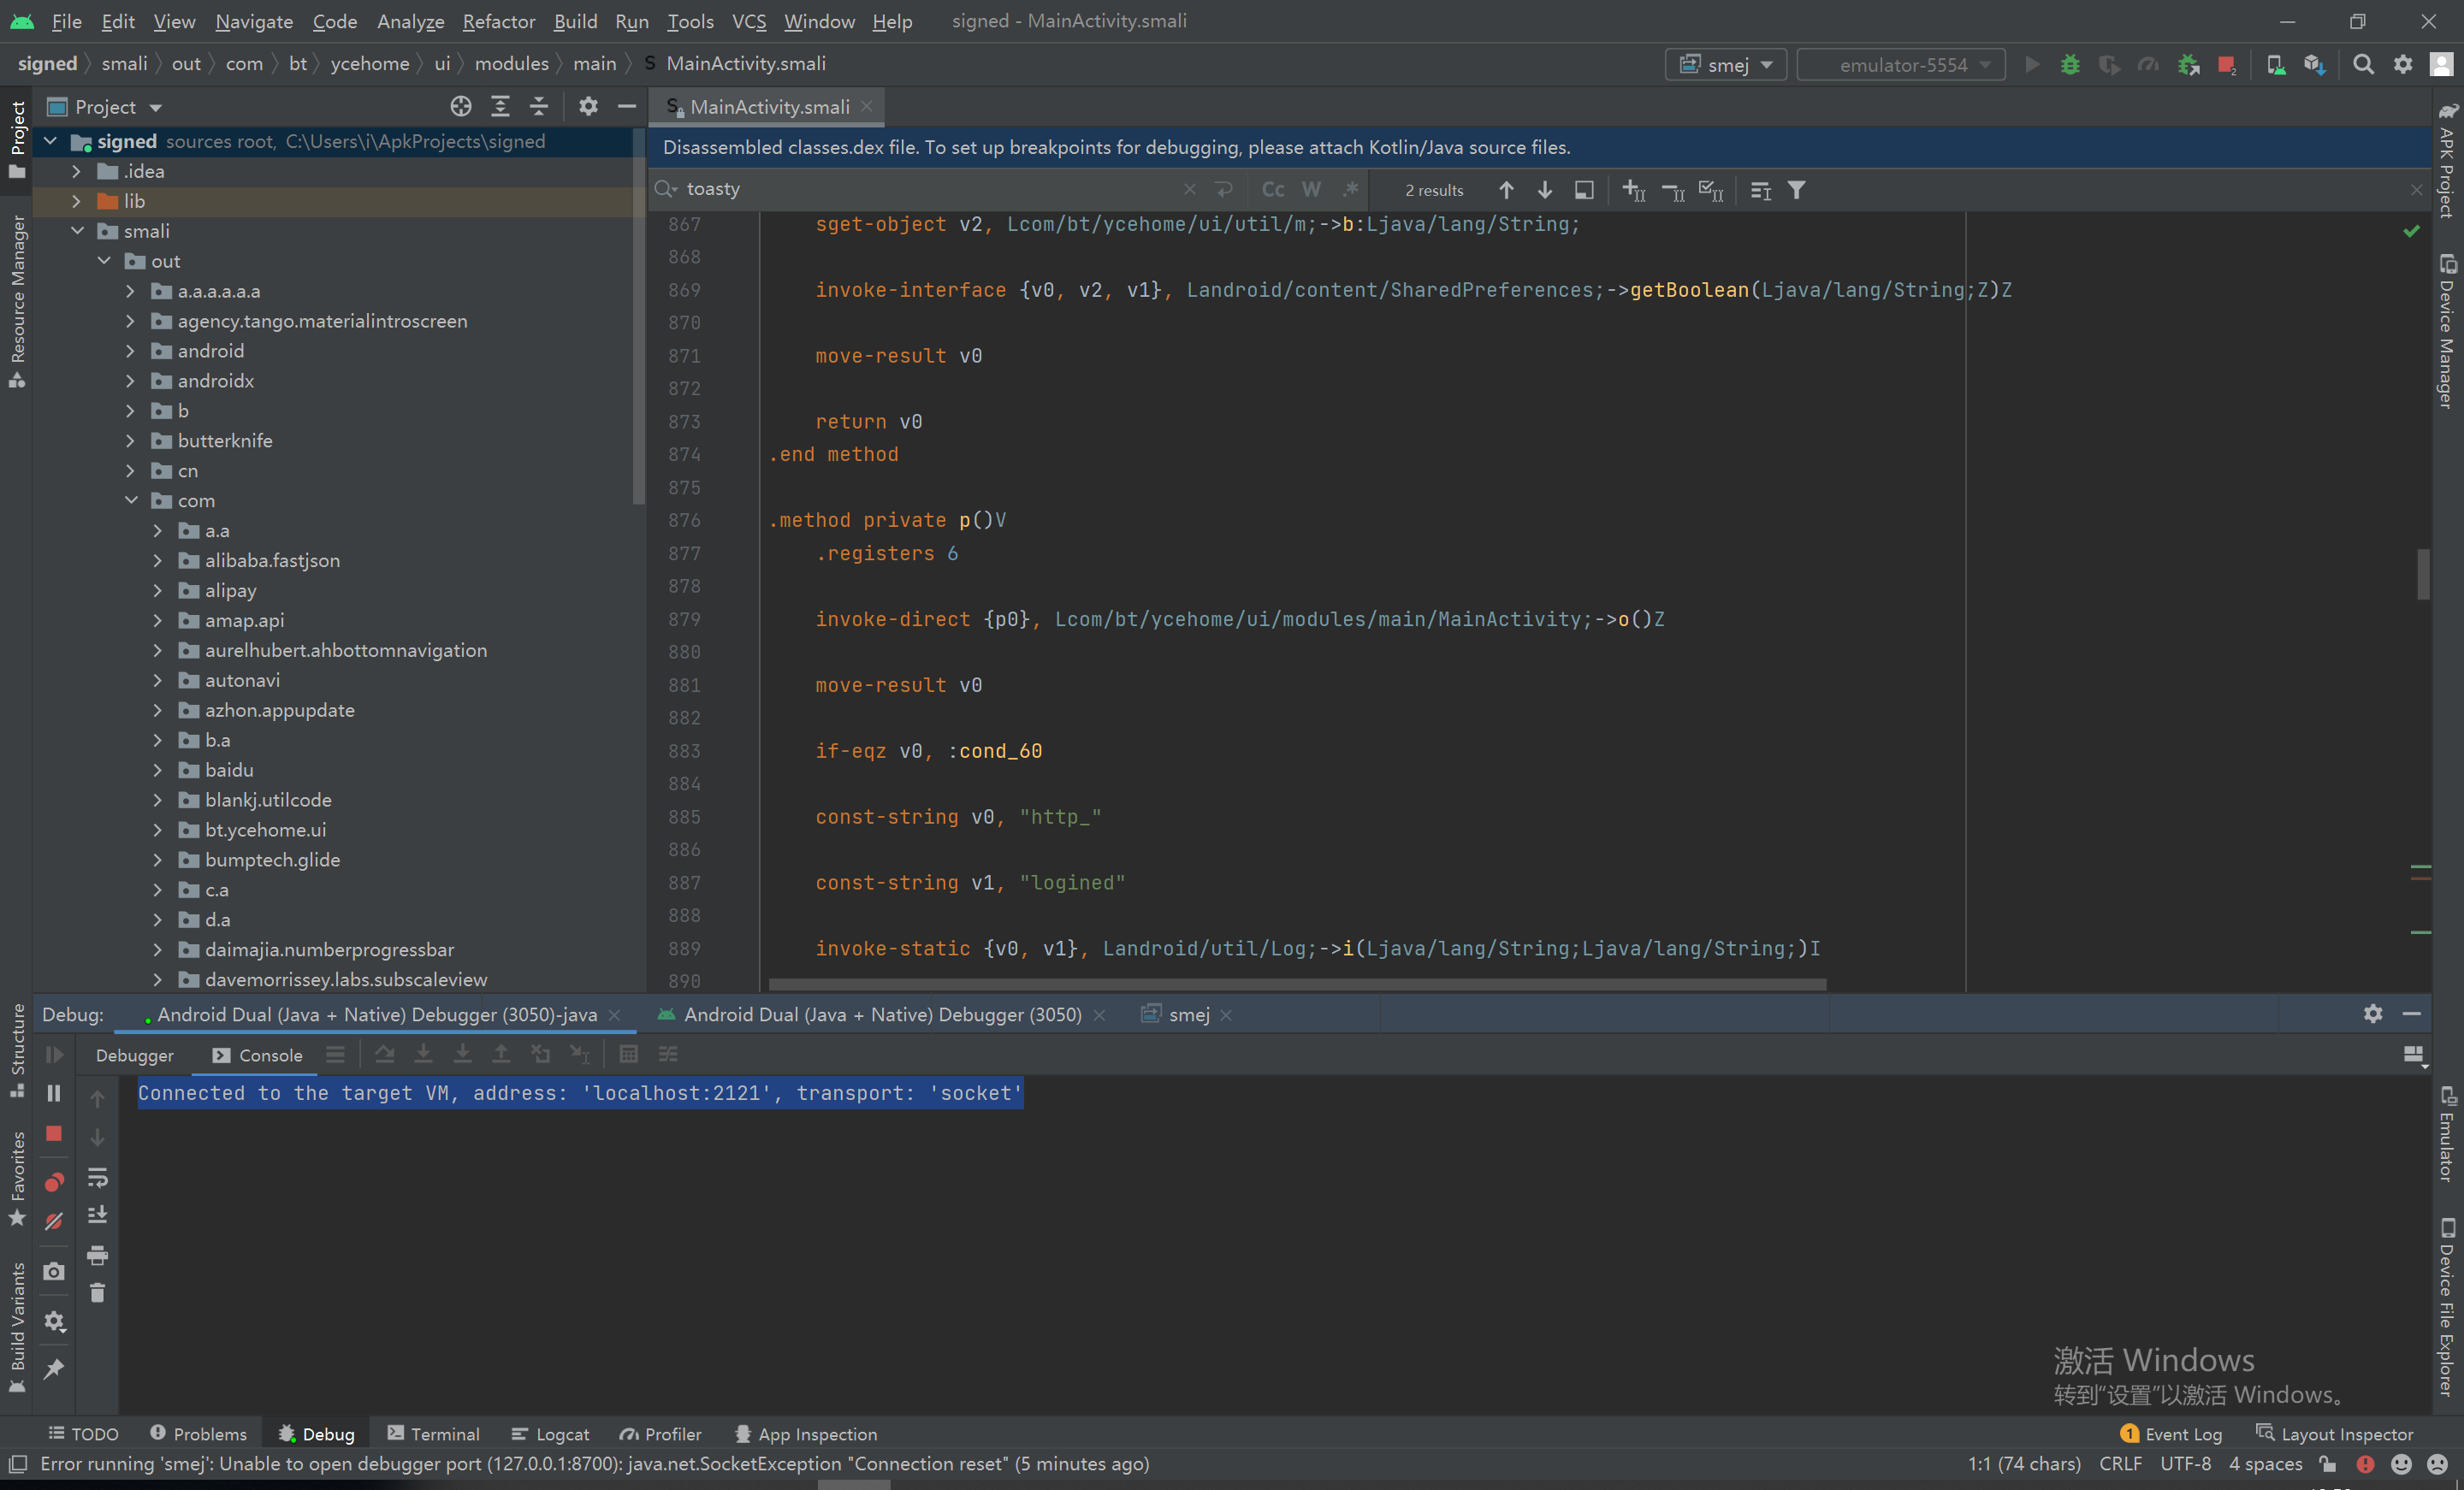 File Edit View Navigate Code Analyze Refactor Build Run Tools VCS Window Help signed - MainActivity.smali
signed smali out com bt ycehome ui modules main MainActivity.smali smej emulator-5554
Project MainActivity.smali
signed sources root, C:\Users\i\ApkProjects\signed
.idea
lib
smali
out
a.a.a.a.a.a
agency.tango.materialintroscreen
android
androidx
b
butterknife
cn
com
a.a
alibaba.fastjson
alipay
amap.api
aurelhubert.ahbottomnavigation
autonavi
azhon.appupdate
b.a
baidu
blankj.utilcode
bt.ycehome.ui
bumptech.glide
c.a
d.a
daimajia.numberprogressbar
davemorrissey.labs.subscaleview
Disassembled classes.dex file. To set up breakpoints for debugging, please attach Kotlin/Java source files.
toasty Cc W .* 2 results
867 sget-object v2, Lcom/bt/ycehome/ui/util/m;->b:Ljava/lang/String;
868
869 invoke-interface {v0, v2, v1}, Landroid/content/SharedPreferences;->getBoolean(Ljava/lang/String;Z)Z
870
871 move-result v0
872
873 return v0
874 .end method
875
876 .method private p()V
877 .registers 6
878
879 invoke-direct {p0}, Lcom/bt/ycehome/ui/modules/main/MainActivity;->o()Z
880
881 move-result v0
882
883 if-eqz v0, :cond_60
884
885 const-string v0, "http_"
886
887 const-string v1, "logined"
888
889 invoke-static {v0, v1}, Landroid/util/Log;->i(Ljava/lang/String;Ljava/lang/String;)I
890
Project
Resource Manager
Structure
Favorites
Build Variants
APK Project
Device Manager
Emulator
Device File Explorer
Debug: Android Dual (Java + Native) Debugger (3050)-java Android Dual (Java + Native) Debugger (3050) smej
Debugger Console
Connected to the target VM, address: 'localhost:2121', transport: 'socket'
激活 Windows
转到“设置”以激活 Windows。
TODO Problems Debug Terminal Logcat Profiler App Inspection 1 Event Log Layout Inspector
Error running 'smej': Unable to open debugger port (127.0.0.1:8700): java.net.SocketException "Connection reset" (5 minutes ago) 1:1 (74 chars) CRLF UTF-8 4 spaces